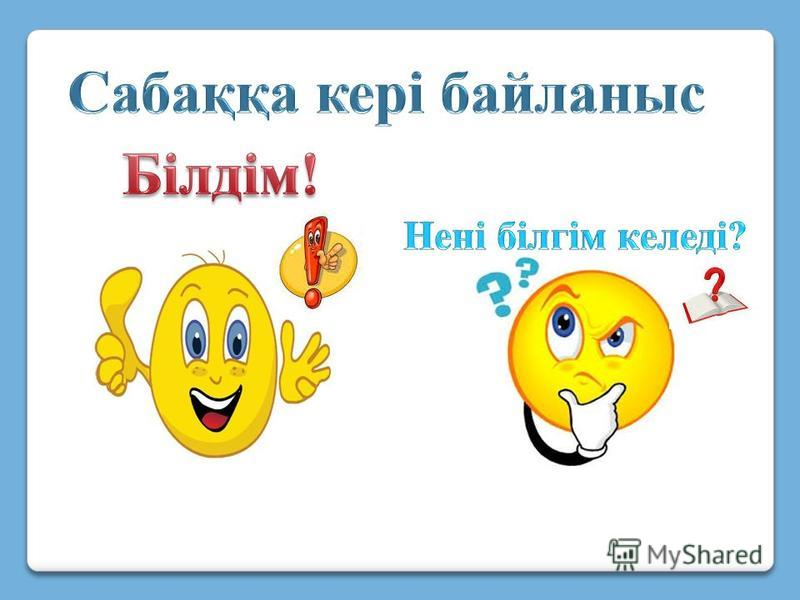 Сабаққа кері байланыс
Білдім!
Нені білгім келеді?
MyShared